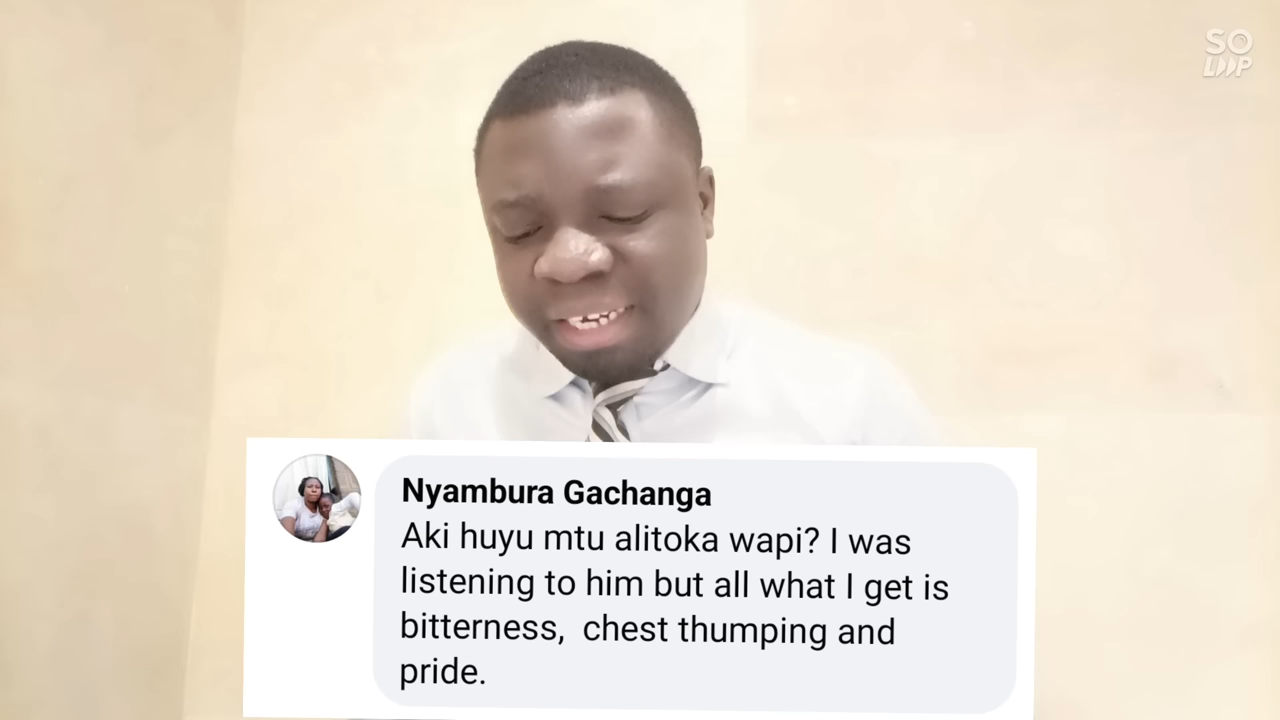 SO
LOOP
Nyambura Gachanga
Aki huyu mtu alitoka wapi? I was
listening to him but all what I get is
bitterness,  chest thumping and
pride.